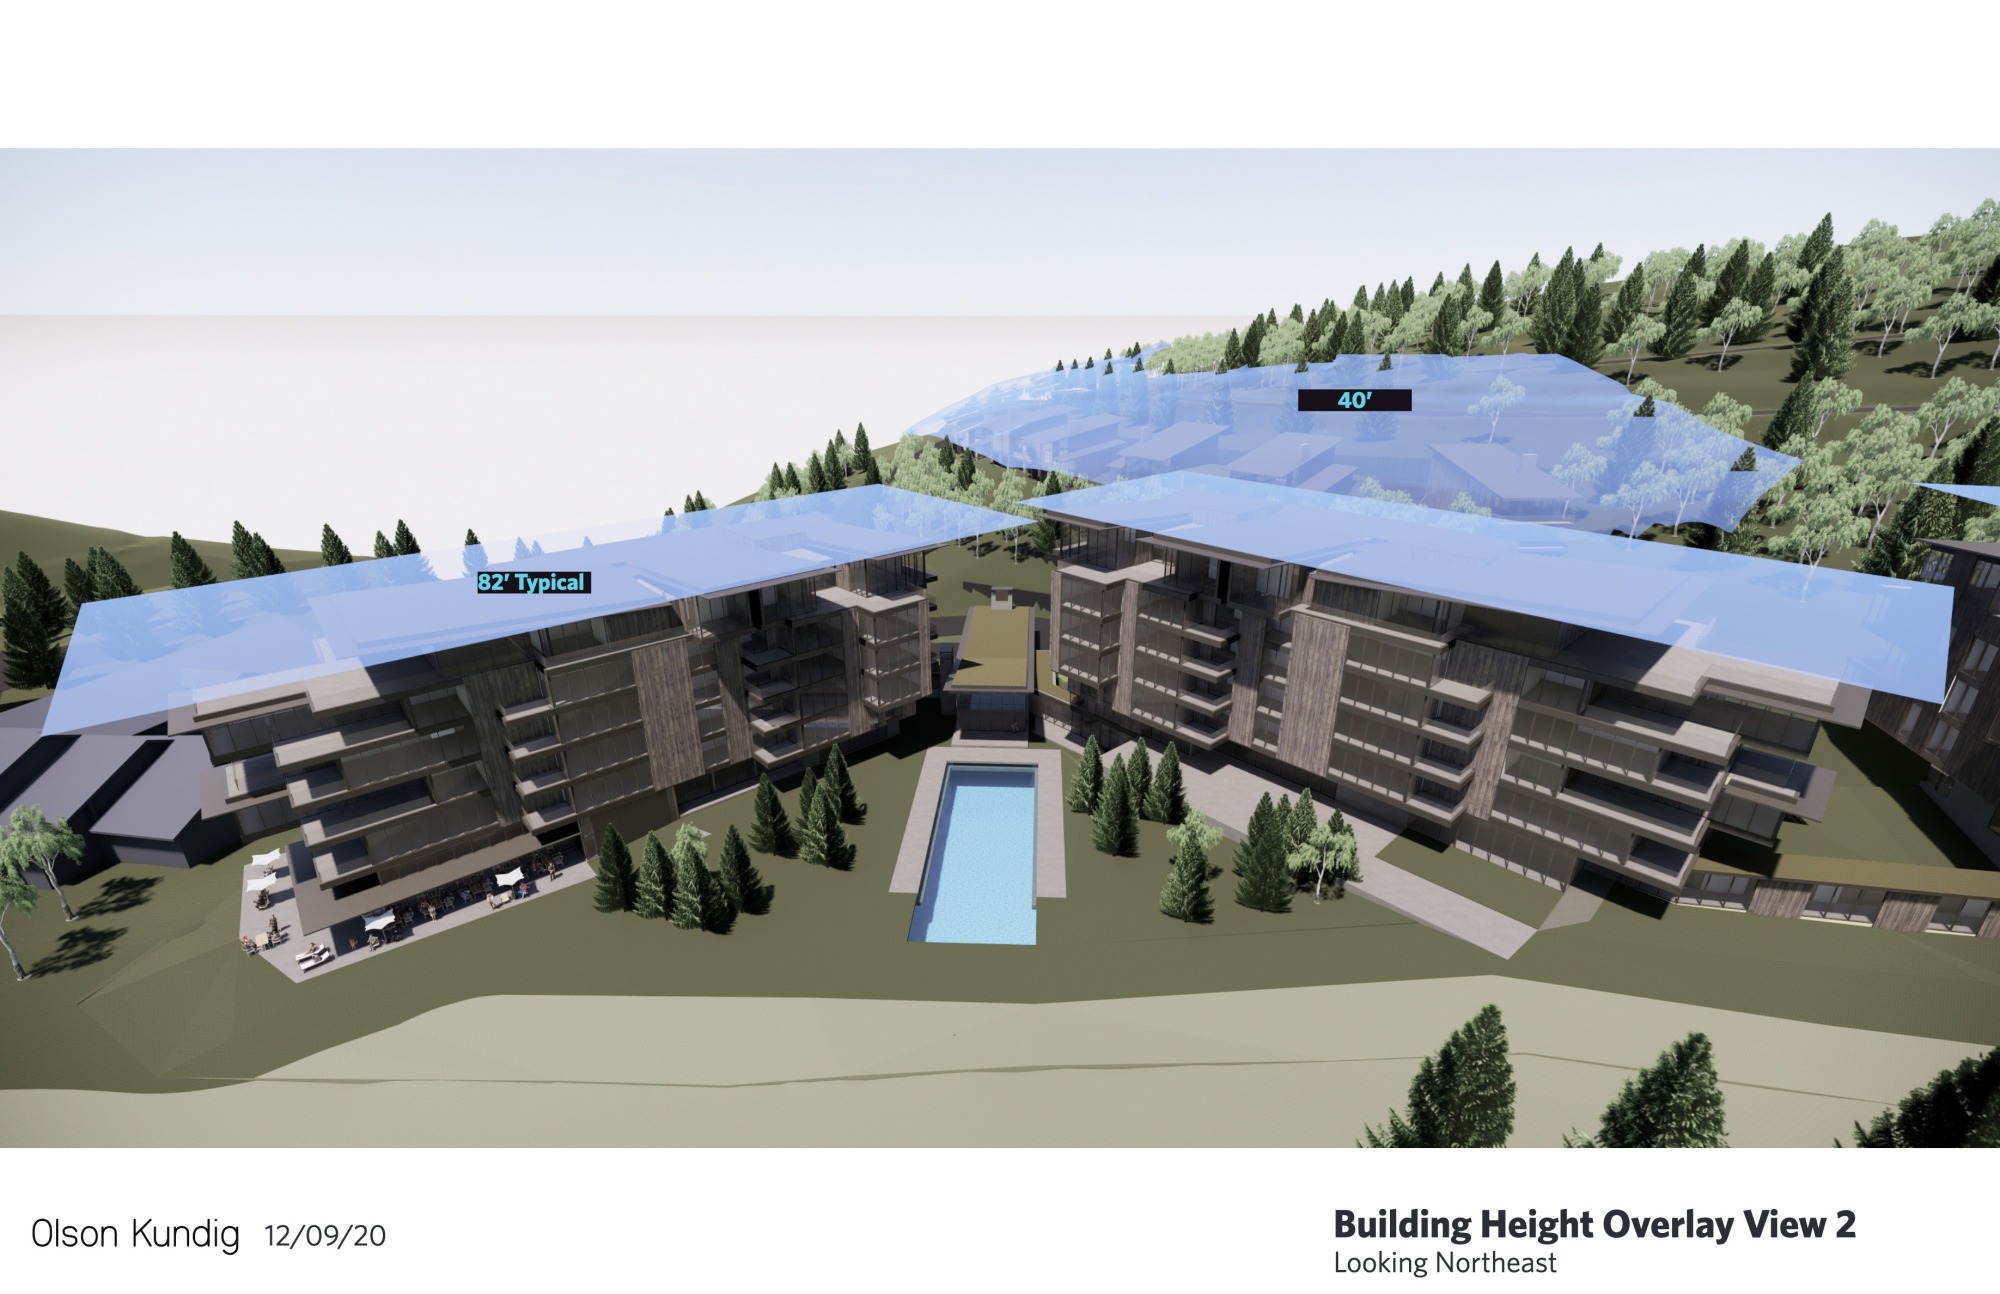 40′
82′ Typical
Olson Kundig 12/09/20
Building Height Overlay View 2
Looking Northeast